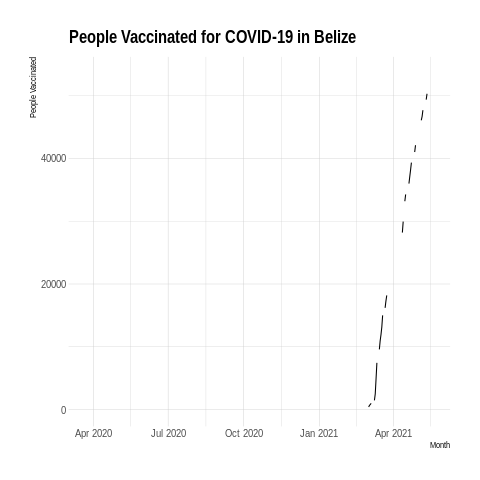 People Vaccinated for COVID-19 in Belize
People Vaccinated
40000
20000
0
Apr 2020 Jul 2020 Oct 2020 Jan 2021 Apr 2021
Month